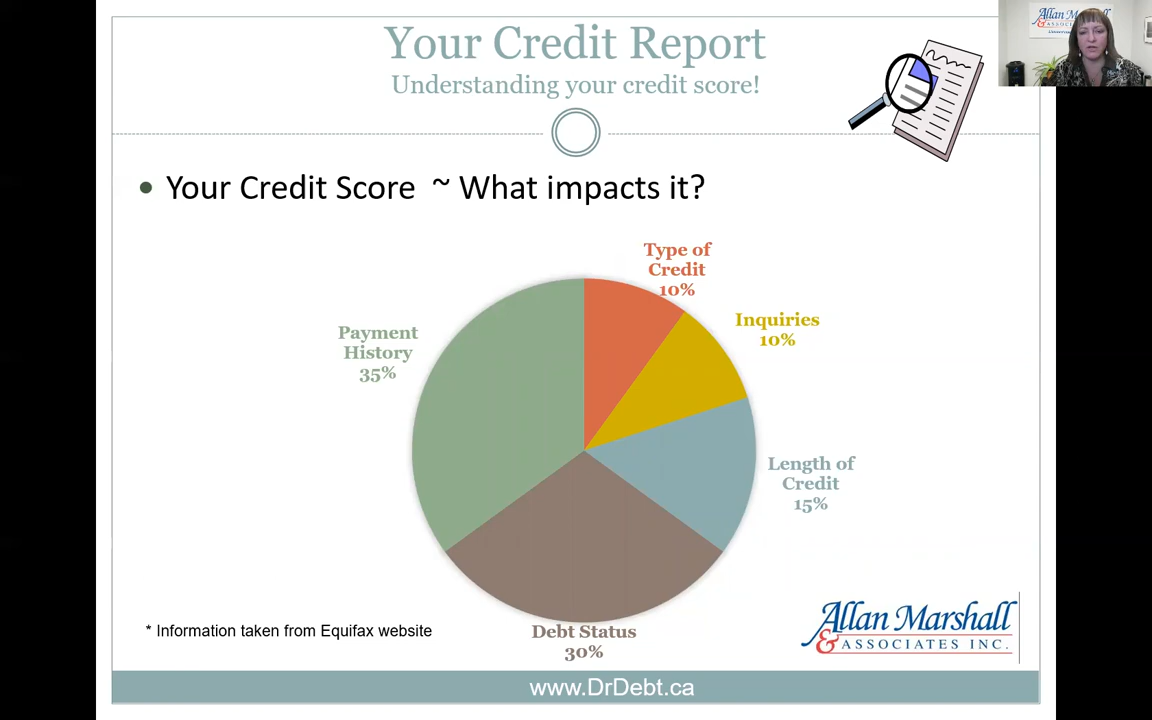 Your Credit Report
Understanding your credit score!
Allan Marshall
• Your Credit Score ~ What impacts it?
Type of
Credit
10%
Inquiries
10%
Payment
History
35%
Length of
Credit
15%
Debt Status
30%
* Information taken from Equifax website
Allan Marshall
& ASSOCIATES INC.
www.DrDebt.ca